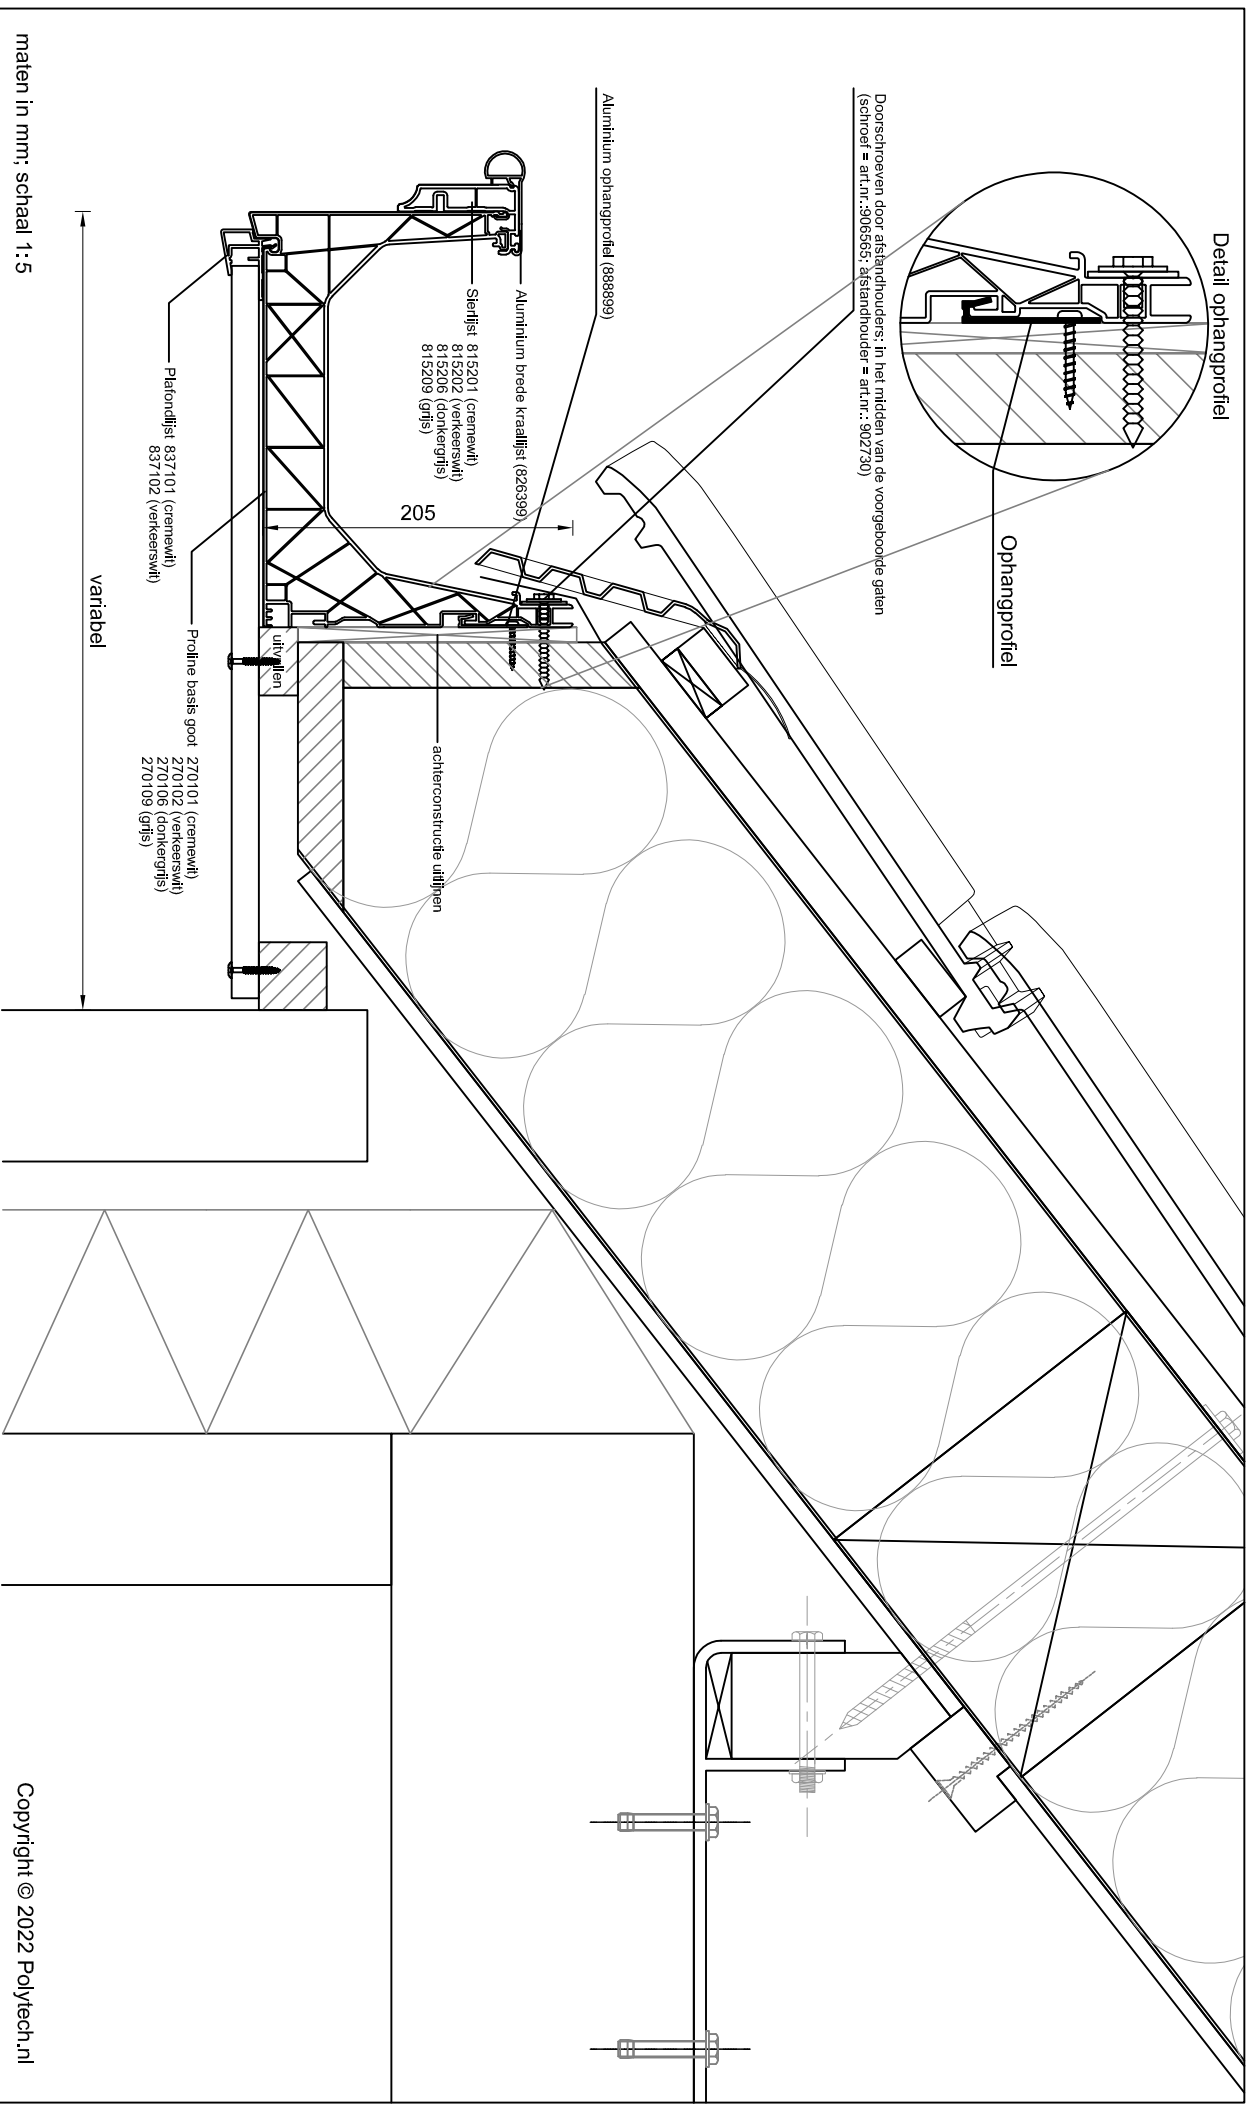 Detail ophangprofiel
Ophangprofiel
Doorschroeven door afstandhouders; in het midden van de voorgeboorde gaten
(schroef = art.nr.:906565; afstandhouder = art.nr.: 902730)
Aluminium ophangprofiel (888899)
Aluminium brede kraallijst (826399)
Sierlijst 815201 (cremewit)
815202 (verkeerswit)
815206 (donkergrijs)
815209 (grijs)
205
achterconstructie uitlijnen
uitvullen
Plafondlijst 837101 (cremewit)
837102 (verkeerswit)
Proline basis goot 270101 (cremewit)
270102 (verkeerswit)
270106 (donkergrijs)
270109 (grijs)
variabel
maten in mm; schaal 1:5
Copyright © 2022 Polytech.nl